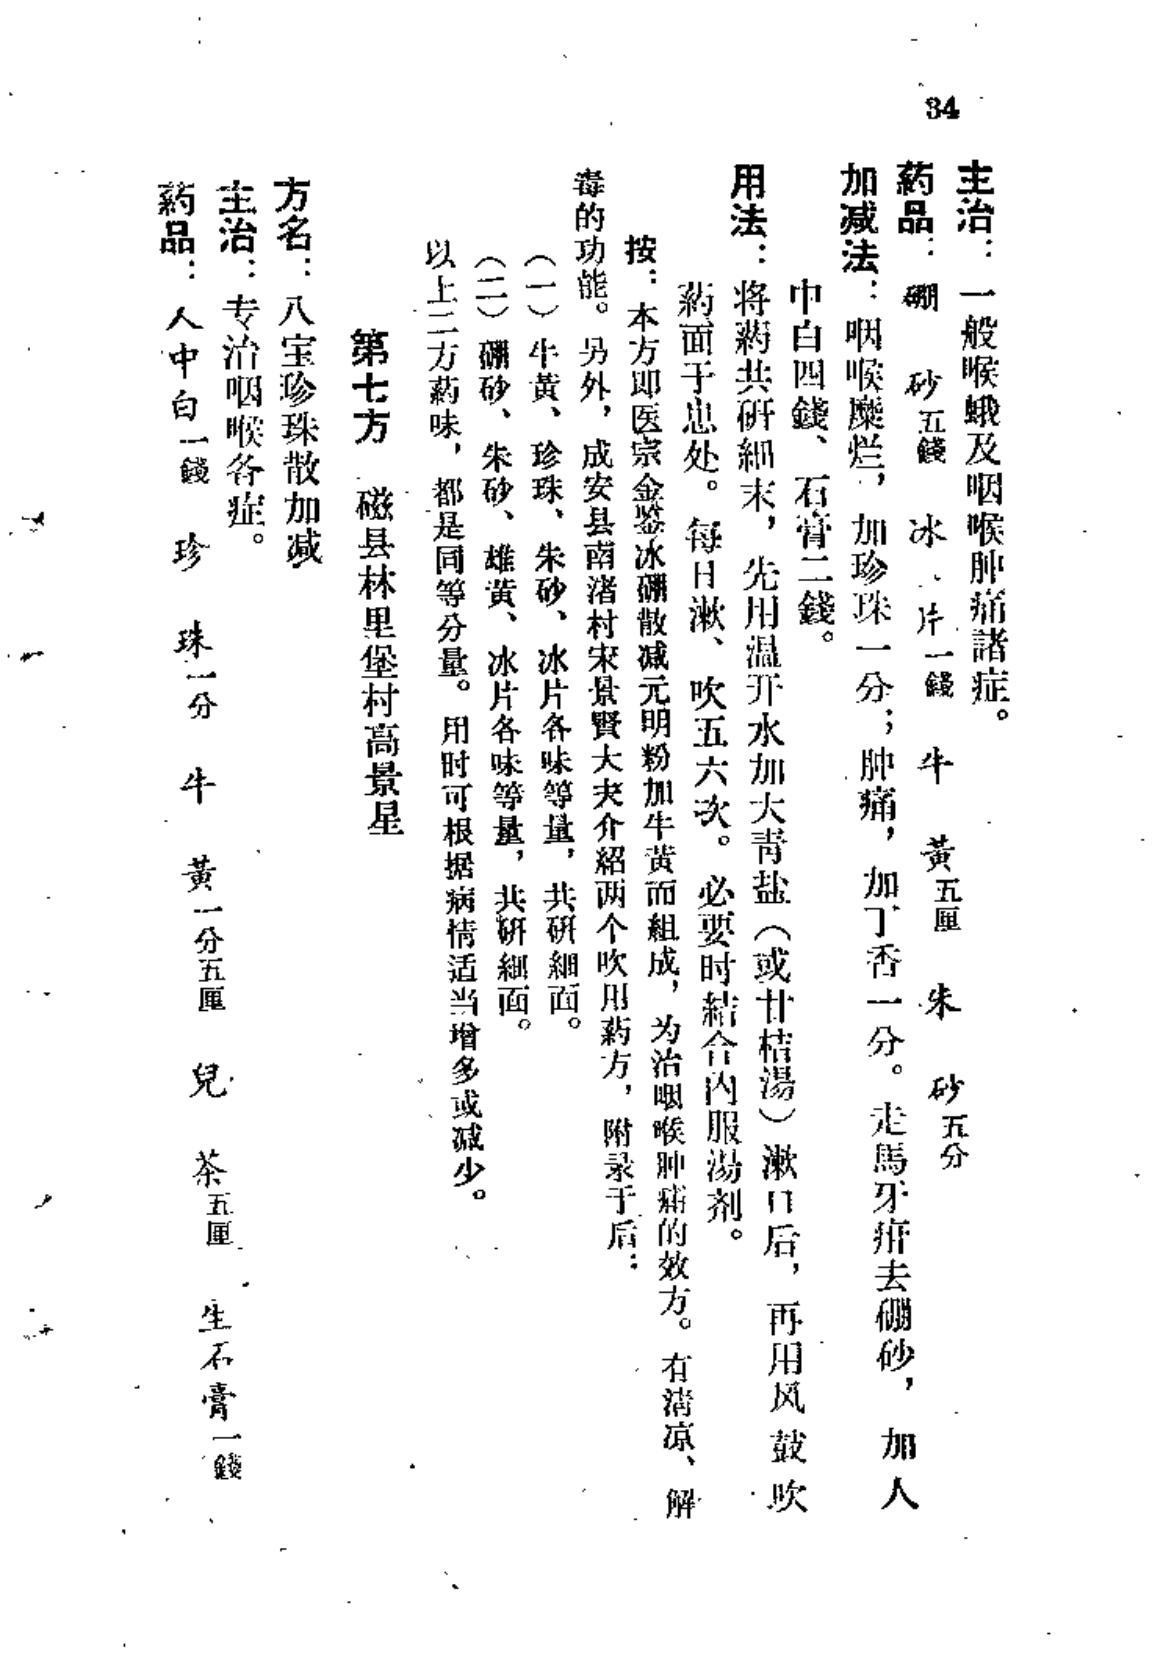 34
主治：一般喉蛾及咽喉肿痛諸症。
药品：硼砂五錢 冰片一錢 牛黃五厘 朱砂五分
加减法：咽喉糜烂，加珍珠一分；肿痛，加丁香一分。走馬牙疳去硼砂，加人
中白四錢、石膏二錢。
用法：将药共研細末，先用温开水加大青盐（或甘桔湯）漱口后，再用风鼓吹
药面于患处。每日漱、吹五六次。必要时結合内服湯剂。
按：本方即医宗金鉴冰硼散减元明粉加牛黃而組成，为治咽喉肿痛的效方。有清凉、解
毒的功能。另外，成安县南渚村宋景賢大夫介紹两个吹用药方，附录于后：
（一）牛黃、珍珠、朱砂、冰片各味等量，共研細面。
（二）硼砂、朱砂、雄黃、冰片各味等量，共研細面。
以上二方药味，都是同等分量。用时可根据病情适当增多或减少。
第七方 磁县林里堡村高景星
方名：八宝珍珠散加减
主治：专治咽喉各症。
药品：人中白一錢 珍珠一分 牛黃一分五厘 兒茶五厘 生石膏一錢